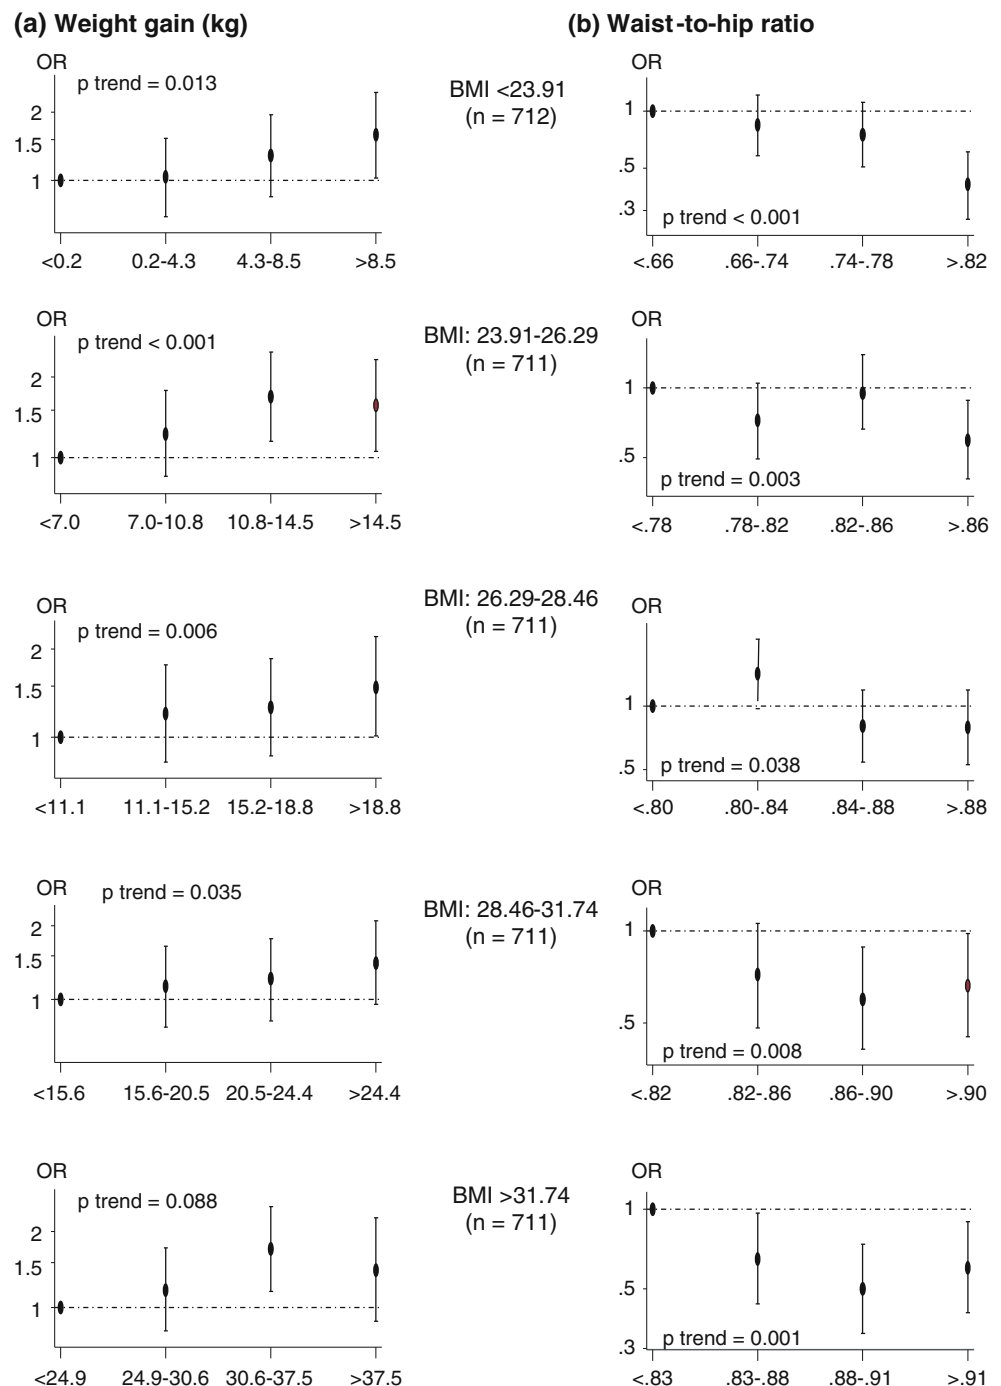 (a) Weight gain (kg)
(b) Waist-to-hip ratio
OR
p trend = 0.013
2
1.5
1
<0.2 0.2-4.3 4.3-8.5 >8.5
BMI <23.91
(n = 712)
OR
1
.5
.3
p trend < 0.001
<.66 .66-.74 .74-.78 >.82
OR
p trend < 0.001
2
1.5
1
<7.0 7.0-10.8 10.8-14.5 >14.5
BMI: 23.91-26.29
(n = 711)
OR
1
.5
p trend = 0.003
<.78 .78-.82 .82-.86 >.86
OR
p trend = 0.006
2
1.5
1
<11.1 11.1-15.2 15.2-18.8 >18.8
BMI: 26.29-28.46
(n = 711)
OR
1
.5
p trend = 0.038
<.80 .80-.84 .84-.88 >.88
OR
p trend = 0.035
2
1.5
1
<15.6 15.6-20.5 20.5-24.4 >24.4
BMI: 28.46-31.74
(n = 711)
OR
1
.5
p trend = 0.008
<.82 .82-.86 .86-.90 >.90
OR
p trend = 0.088
2
1.5
1
<24.9 24.9-30.6 30.6-37.5 >37.5
BMI >31.74
(n = 711)
OR
1
.5
.3
p trend = 0.001
<.83 .83-.88 .88-.91 >.91